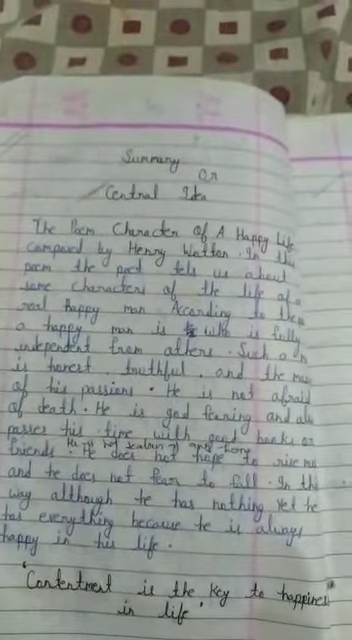 Summary
OR
Central Idea
The Poem Character Of A Happy Life
composed by Henry Wotton. In this
poem the poet tells us about
some characters of the life of a
real happy man. According to them
a happy man is who is fully
independent from others. Such a
is honest, truthful, and the
of his passions. He is not afraid
of death. He is god fearing and
passes his time with good books or
He is not
friends. He does not hope to rise
and he does not fear to fall. In this
way although he has nothing yet he
has everything because he is always
happy in his life.
"Contentment is the key to happiness
in life"